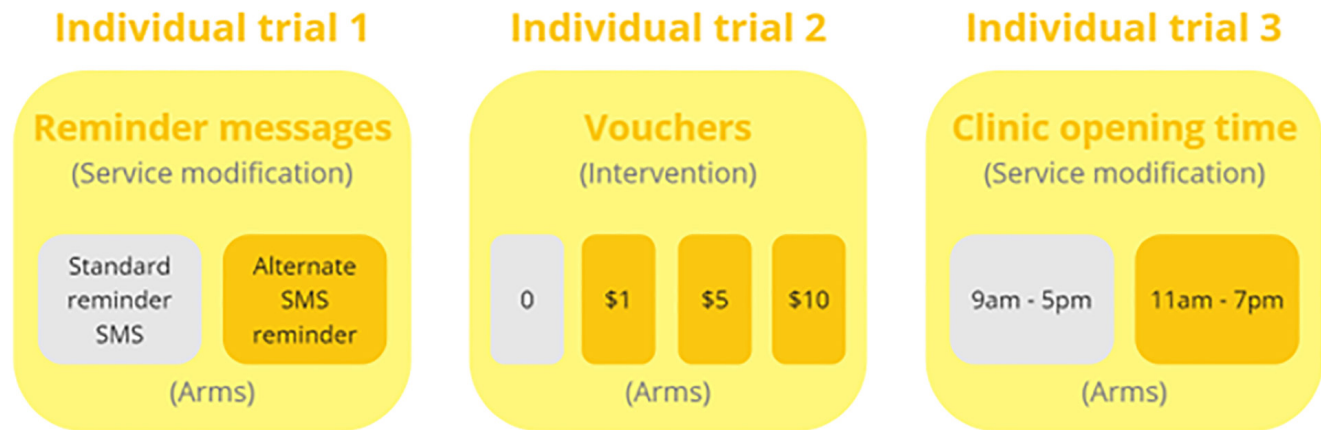 Individual trial 1
Reminder messages
(Service modification)
Standard
reminder
SMS
Alternate
SMS
reminder
(Arms)
Individual trial 2
Vouchers
(Intervention)
0
$1
$5
$10
(Arms)
Individual trial 3
Clinic opening time
(Service modification)
9am - 5pm
11am - 7pm
(Arms)